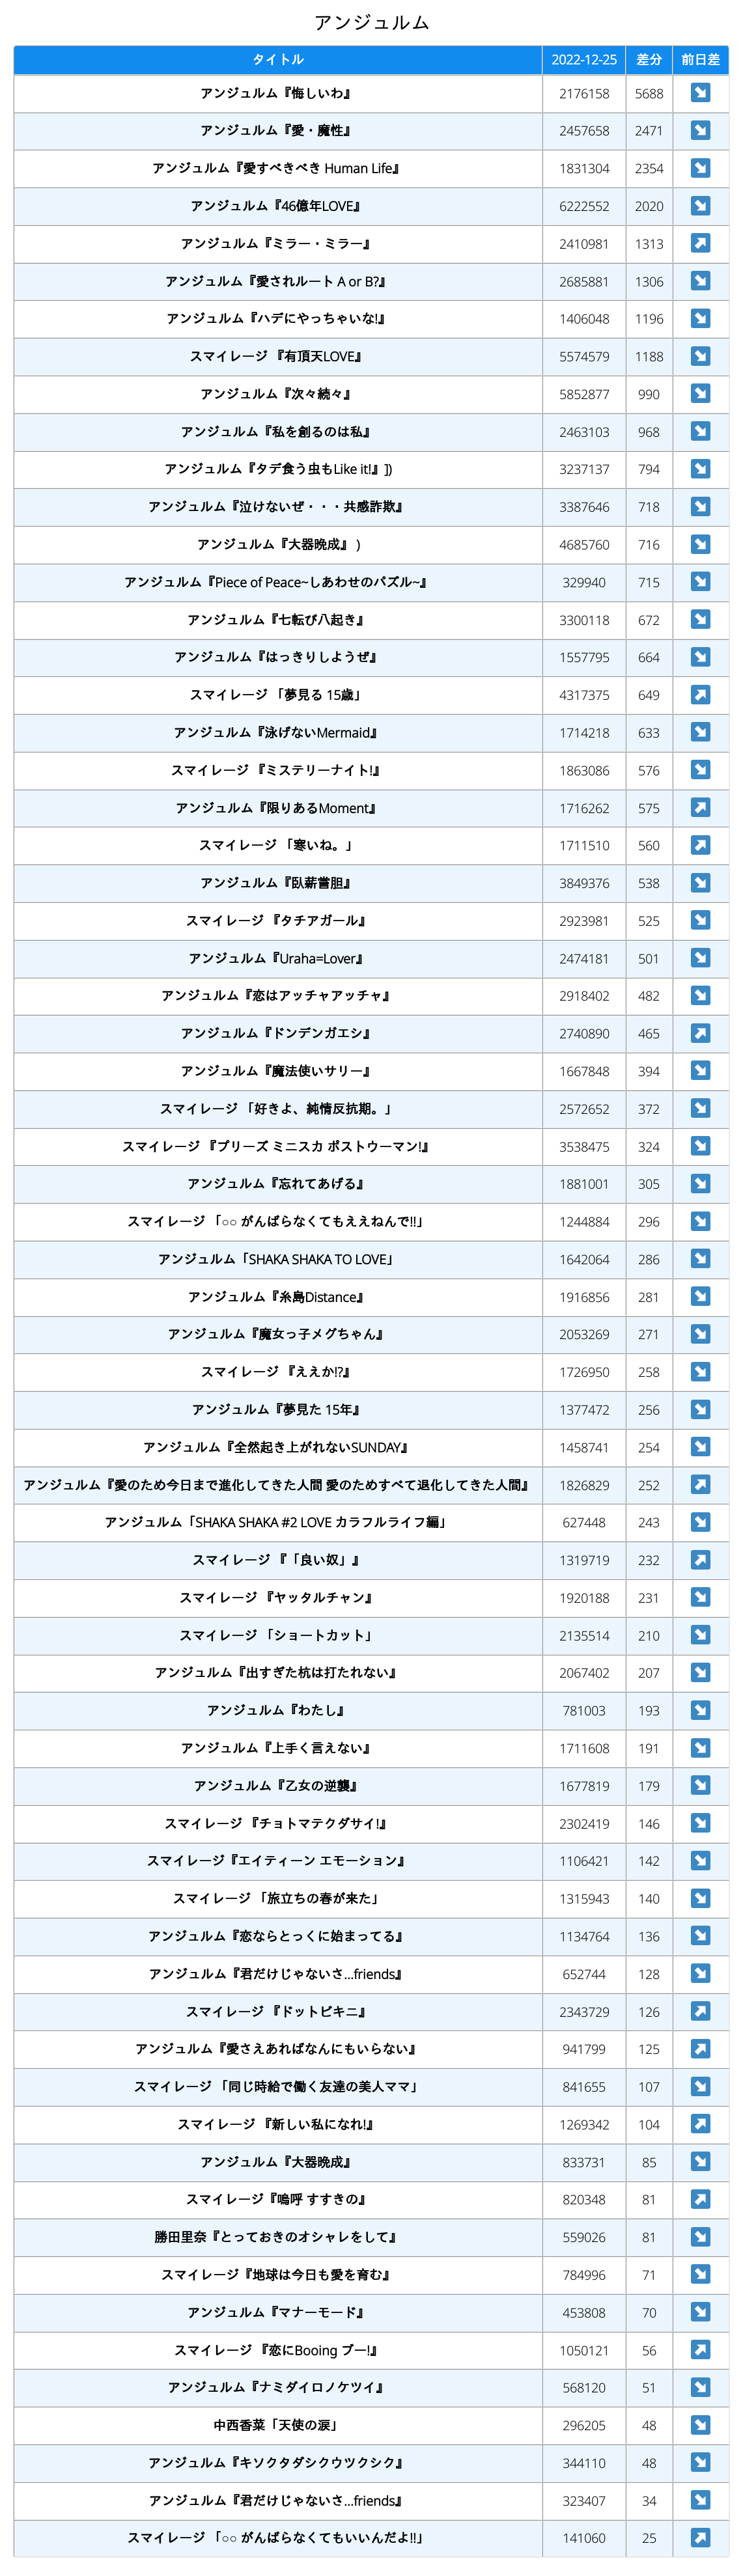 アンジュルム
タイトル 2022-12-25 差分 前日差
アンジュルム『悔しいわ』 2176158 5688 ↘
アンジュルム『愛・魔性』 2457658 2471 ↘
アンジュルム『愛すべきべき Human Life』 1831304 2354 ↘
アンジュルム『46億年LOVE』 6222552 2020 ↘
アンジュルム『ミラー・ミラー』 2410981 1313 ↗
アンジュルム『愛されルート A or B?』 2685881 1306 ↘
アンジュルム『ハデにやっちゃいな!』 1406048 1196 ↘
スマイレージ 『有頂天LOVE』 5574579 1188 ↘
アンジュルム『次々続々』 5852877 990 ↘
アンジュルム『私を創るのは私』 2463103 968 ↘
アンジュルム『タデ食う虫もLike it!』]) 3237137 794 ↘
アンジュルム『泣けないぜ・・・共感詐欺』 3387646 718 ↘
アンジュルム『大器晩成』 ) 4685760 716 ↘
アンジュルム『Piece of Peace~しあわせのパズル~』 329940 715 ↘
アンジュルム『七転び八起き』 3300118 672 ↘
アンジュルム『はっきりしようぜ』 1557795 664 ↘
スマイレージ 「夢見る 15歳」 4317375 649 ↗
アンジュルム『泳げないMermaid』 1714218 633 ↘
スマイレージ 『ミステリーナイト!』 1863086 576 ↘
アンジュルム『限りあるMoment』 1716262 575 ↗
スマイレージ 「寒いね。」 1711510 560 ↗
アンジュルム『臥薪嘗胆』 3849376 538 ↘
スマイレージ 『タチアガール』 2923981 525 ↘
アンジュルム『Uraha=Lover』 2474181 501 ↘
アンジュルム『恋はアッチャアッチャ』 2918402 482 ↘
アンジュルム『ドンデンガエシ』 2740890 465 ↗
アンジュルム『魔法使いサリー』 1667848 394 ↘
スマイレージ 「好きよ、純情反抗期。」 2572652 372 ↘
スマイレージ 『プリーズ ミニスカ ポストウーマン!』 3538475 324 ↘
アンジュルム『忘れてあげる』 1881001 305 ↘
スマイレージ 「○○ がんばらなくてもええねんで!!」 1244884 296 ↘
アンジュルム「SHAKA SHAKA TO LOVE」 1642064 286 ↘
アンジュルム『糸島Distance』 1916856 281 ↘
アンジュルム『魔女っ子メグちゃん』 2053269 271 ↘
スマイレージ 『ええか!?』 1726950 258 ↘
アンジュルム『夢見た 15年』 1377472 256 ↘
アンジュルム『全然起き上がれないSUNDAY』 1458741 254 ↘
アンジュルム『愛のため今日まで進化してきた人間 愛のためすべて退化してきた人間』 1826829 252 ↗
アンジュルム「SHAKA SHAKA #2 LOVE カラフルライフ編」 627448 243 ↘
スマイレージ 『「良い奴」』 1319719 232 ↗
スマイレージ 『ヤッタルチャン』 1920188 231 ↘
スマイレージ 「ショートカット」 2135514 210 ↘
アンジュルム『出すぎた杭は打たれない』 2067402 207 ↘
アンジュルム『わたし』 781003 193 ↘
アンジュルム『上手く言えない』 1711608 191 ↘
アンジュルム『乙女の逆襲』 1677819 179 ↘
スマイレージ 『チョトマテクダサイ!』 2302419 146 ↘
スマイレージ『エイティーン エモーション』 1106421 142 ↘
スマイレージ 「旅立ちの春が来た」 1315943 140 ↘
アンジュルム『恋ならとっくに始まってる』 1134764 136 ↘
アンジュルム『君だけじゃないさ...friends』 652744 128 ↘
スマイレージ 『ドットビキニ』 2343729 126 ↗
アンジュルム『愛さえあればなんにもいらない』 941799 125 ↗
スマイレージ 「同じ時給で働く友達の美人ママ」 841655 107 ↘
スマイレージ 『新しい私になれ!』 1269342 104 ↗
アンジュルム『大器晩成』 833731 85 ↘
スマイレージ『嗚呼 すすきの』 820348 81 ↗
勝田里奈『とっておきのオシャレをして』 559026 81 ↘
スマイレージ『地球は今日も愛を育む』 784996 71 ↘
アンジュルム『マナーモード』 453808 70 ↘
スマイレージ 『恋にBooing ブー!』 1050121 56 ↗
アンジュルム『ナミダイロノケツイ』 568120 51 ↘
中西香菜「天使の涙」 296205 48 ↘
アンジュルム『キソクタダシクウツクシク』 344110 48 ↘
アンジュルム『君だけじゃないさ...friends』 323407 34 ↘
スマイレージ 「○○ がんばらなくてもいいんだよ!!」 141060 25 ↗